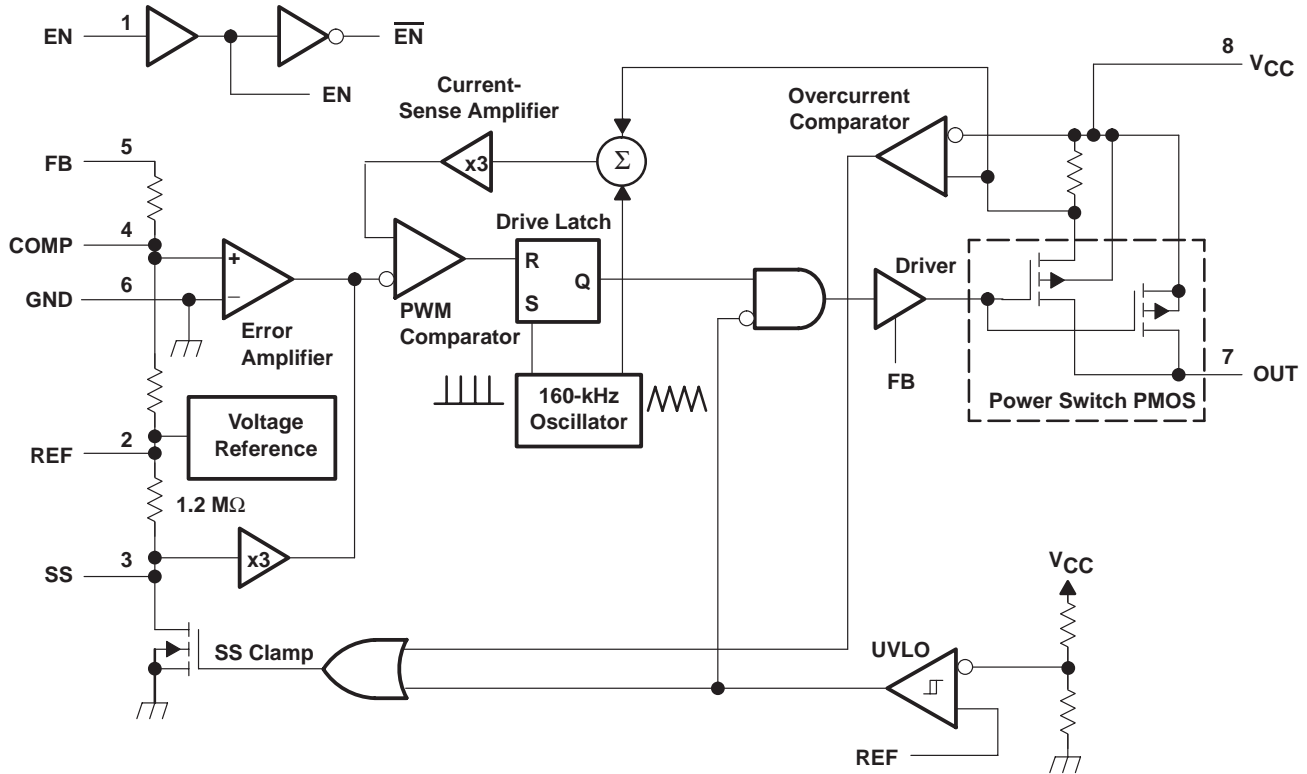 EN
1
EN
EN
8
VCC
Current-
Sense Amplifier
Overcurrent
Comparator
FB
5
x3
Σ
Drive Latch
COMP
4
+
R
Q
S
Driver
GND
6
–
Error
Amplifier
PWM
Comparator
FB
7
OUT
160-kHz
Oscillator
Power Switch PMOS
Voltage
Reference
REF
2
1.2 MΩ
3
x3
SS
VCC
SS Clamp
UVLO
REF